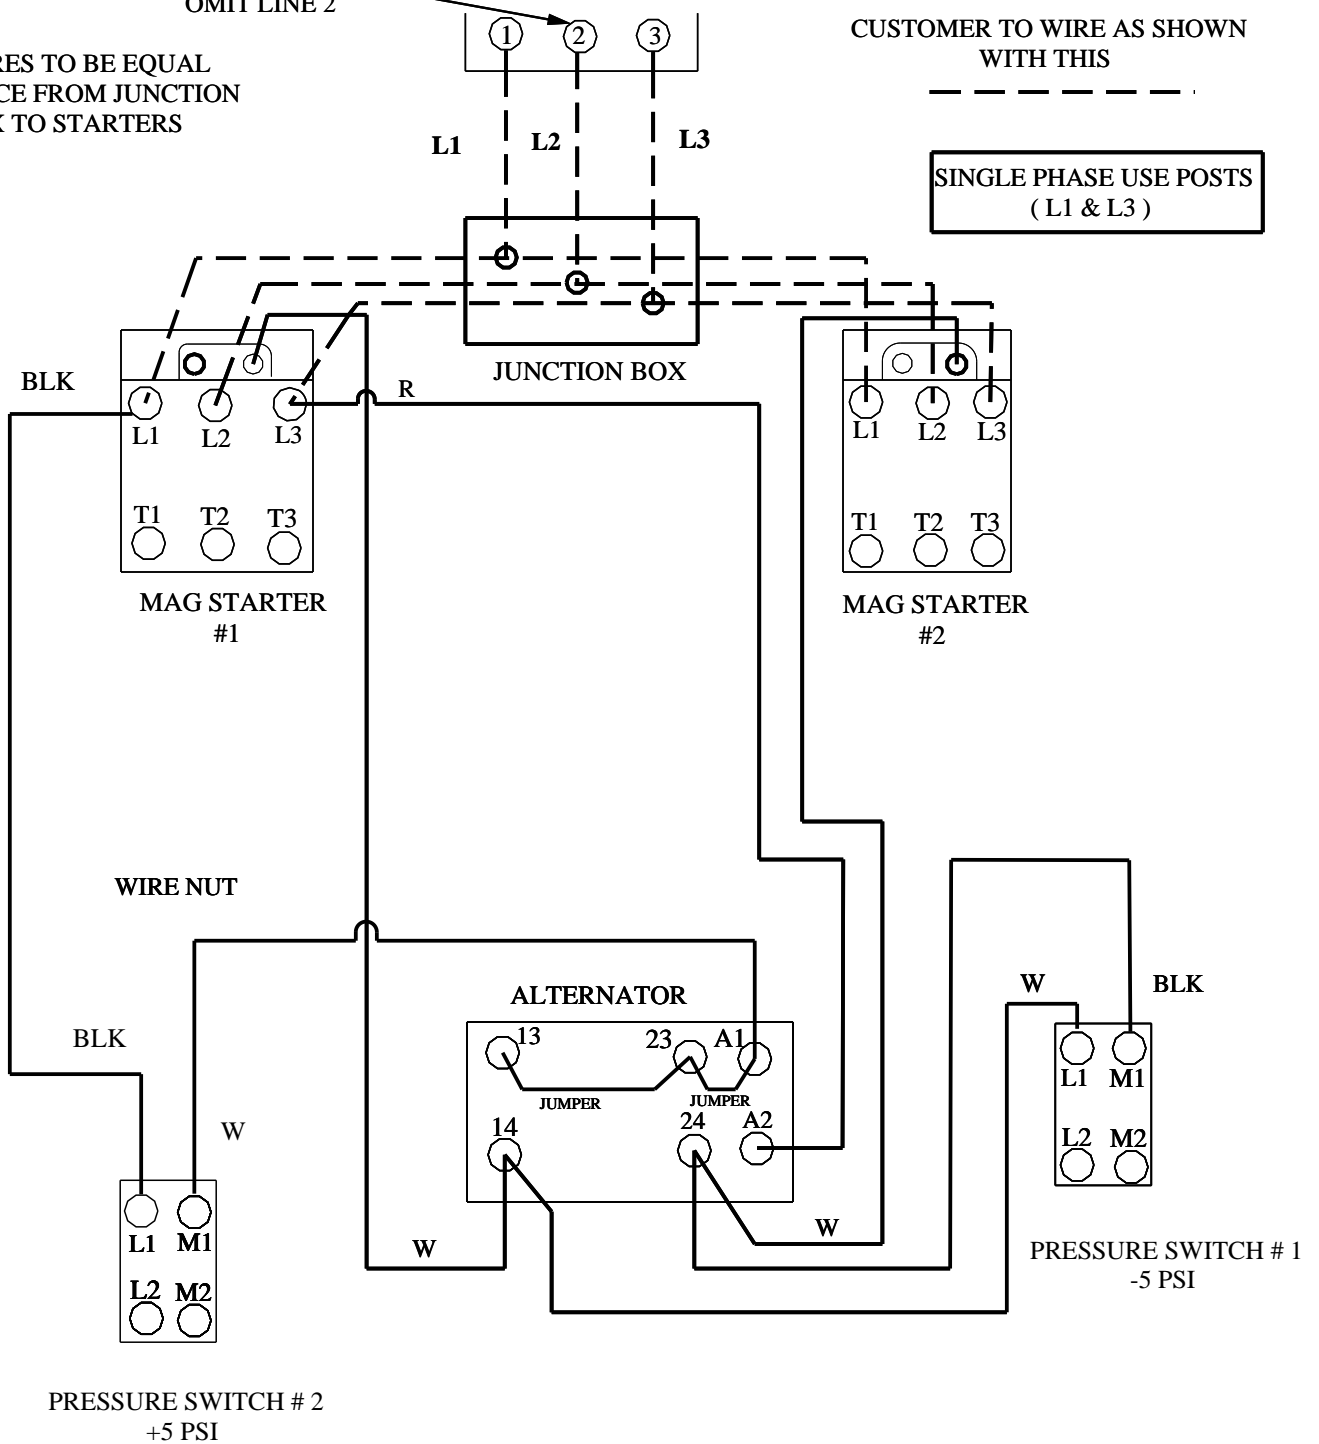 OMIT LINE 2
1 2 3
CUSTOMER TO WIRE AS SHOWN
WITH THIS
TO BE EQUAL
FROM JUNCTION
TO STARTERS
L1 L2 L3
SINGLE PHASE USE POSTS
( L1 & L3 )
JUNCTION BOX
BLK
R
L1 L2 L3
L1 L2 L3
T1 T2 T3
T1 T2 T3
MAG STARTER
#1
MAG STARTER
#2
WIRE NUT
ALTERNATOR
W
BLK
13 23 A1
BLK
JUMPER
JUMPER
L1 M1
14 24 A2
W
L2 M2
W
W
L1 M1
L2 M2
PRESSURE SWITCH # 1
-5 PSI
PRESSURE SWITCH # 2
+5 PSI